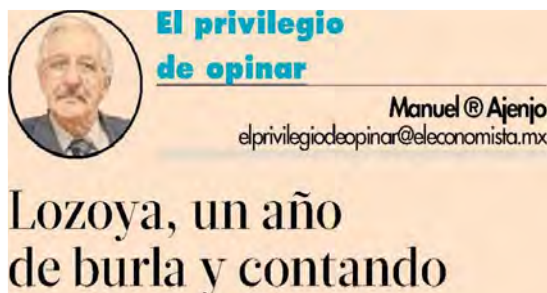 El privilegio
de opinar
Manuel ® Ajenjo
elprivilegiodeopinar@eleconomista.mx
Lozoya, un año
de burla y contando